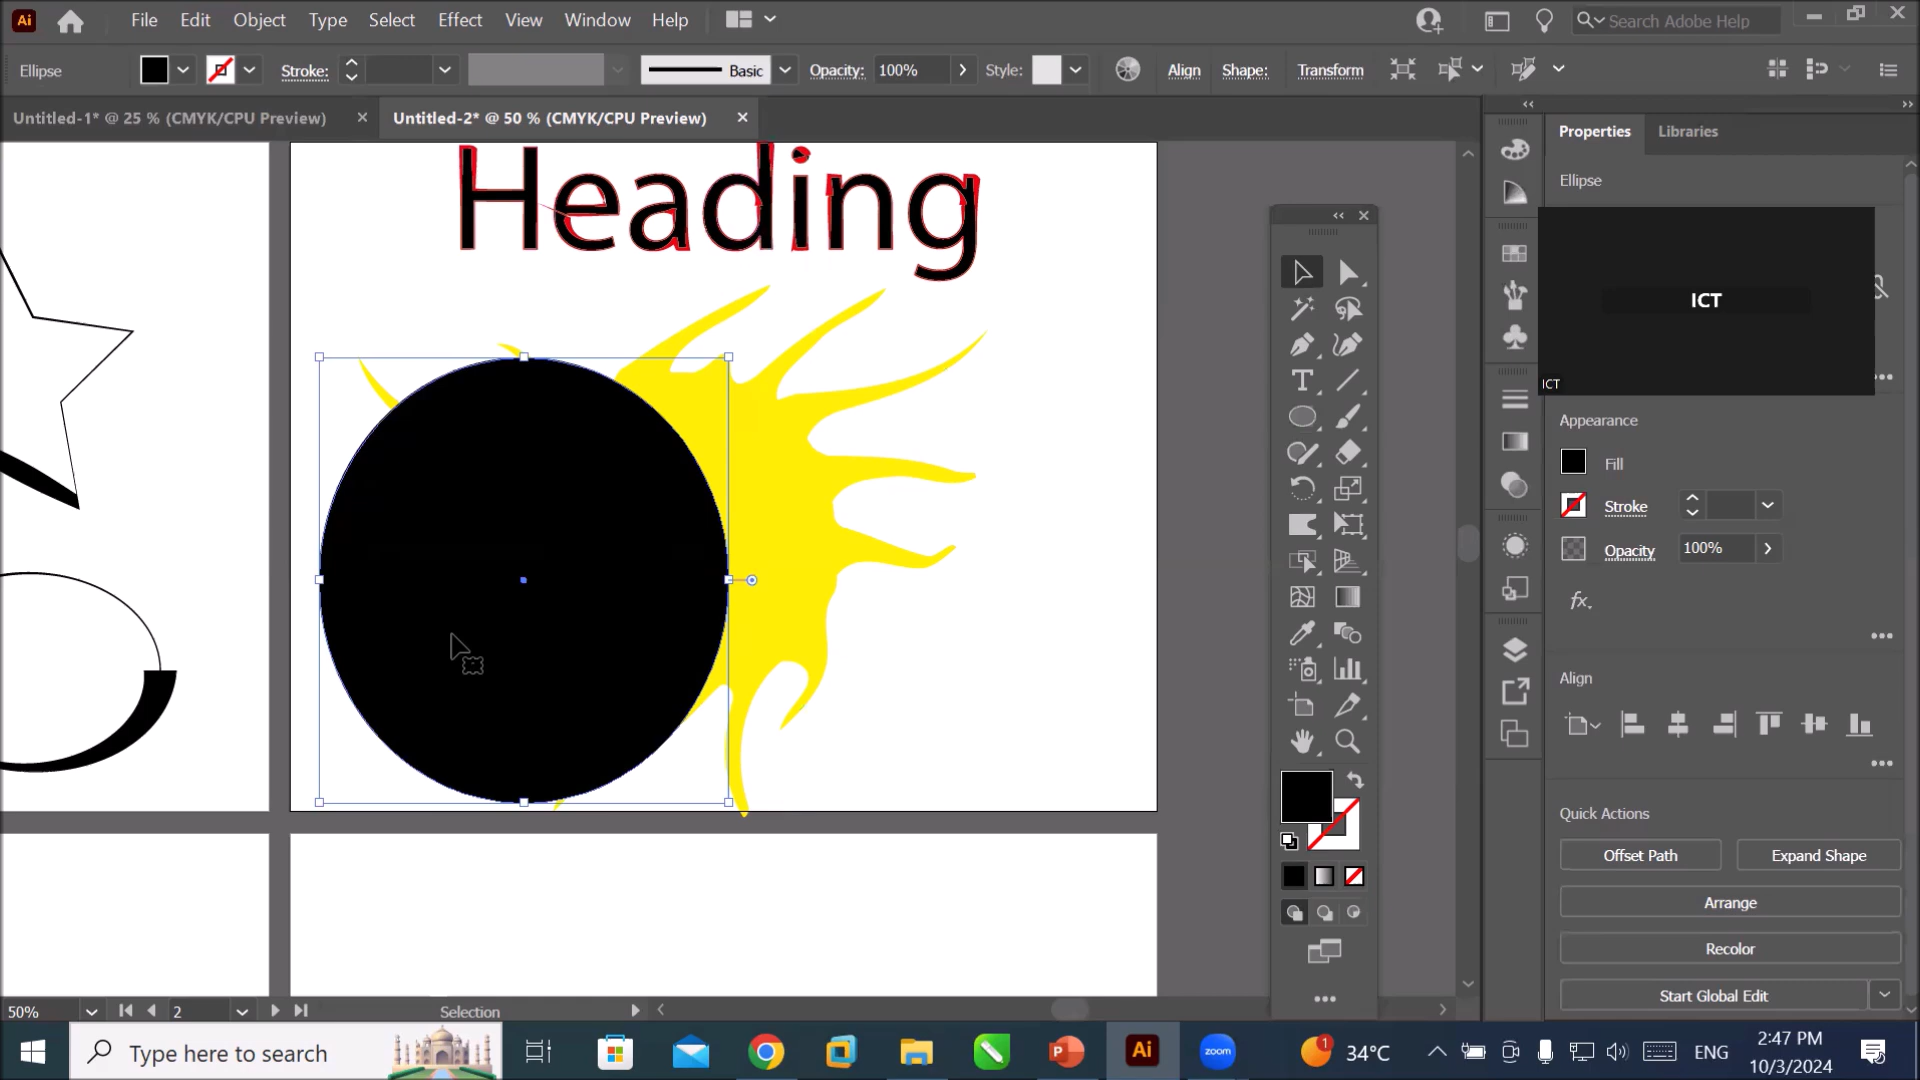 Ai
File Edit Object Type Select Effect View Window Help
Search Adobe Help
Ellipse
Stroke:
Basic
Opacity: 100%
Style:
Align
Shape:
Transform
Untitled-1* @ 25 % (CMYK/CPU Preview)
Untitled-2* @ 50 % (CMYK/CPU Preview)
Properties
Libraries
Ellipse
Heading
ICT
ICT
Appearance
Fill
Stroke
Opacity 100%
fx
Align
Quick Actions
Offset Path
Expand Shape
Arrange
Recolor
Start Global Edit
50%
2
Selection
Type here to search
P
Ai
zoom
1
34°C
ENG
2:47 PM
10/3/2024